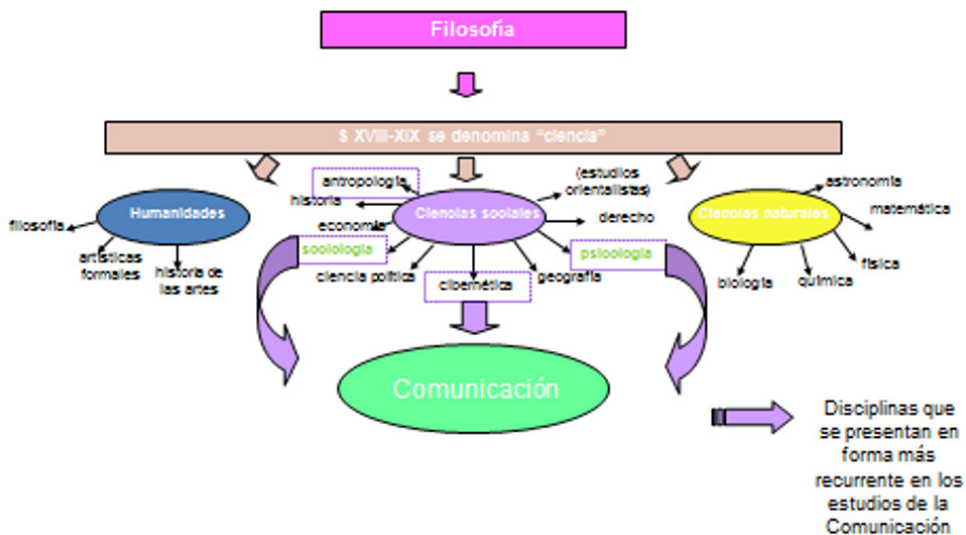 Filosofía
S XVIII-XIX se denomina “ciencia”
antropología
historia
economía
sociología
ciencia política
cibernética
geografía
psicología
derecho
(estudios
orientalistas)
Ciencias sociales
Humanidades
filosofía
artísticas
formales
historia de
las artes
Ciencias naturales
astronomía
matemática
física
química
biología
Comunicación
Disciplinas que
se presentan en
forma más
recurrente en los
estudios de la
Comunicación